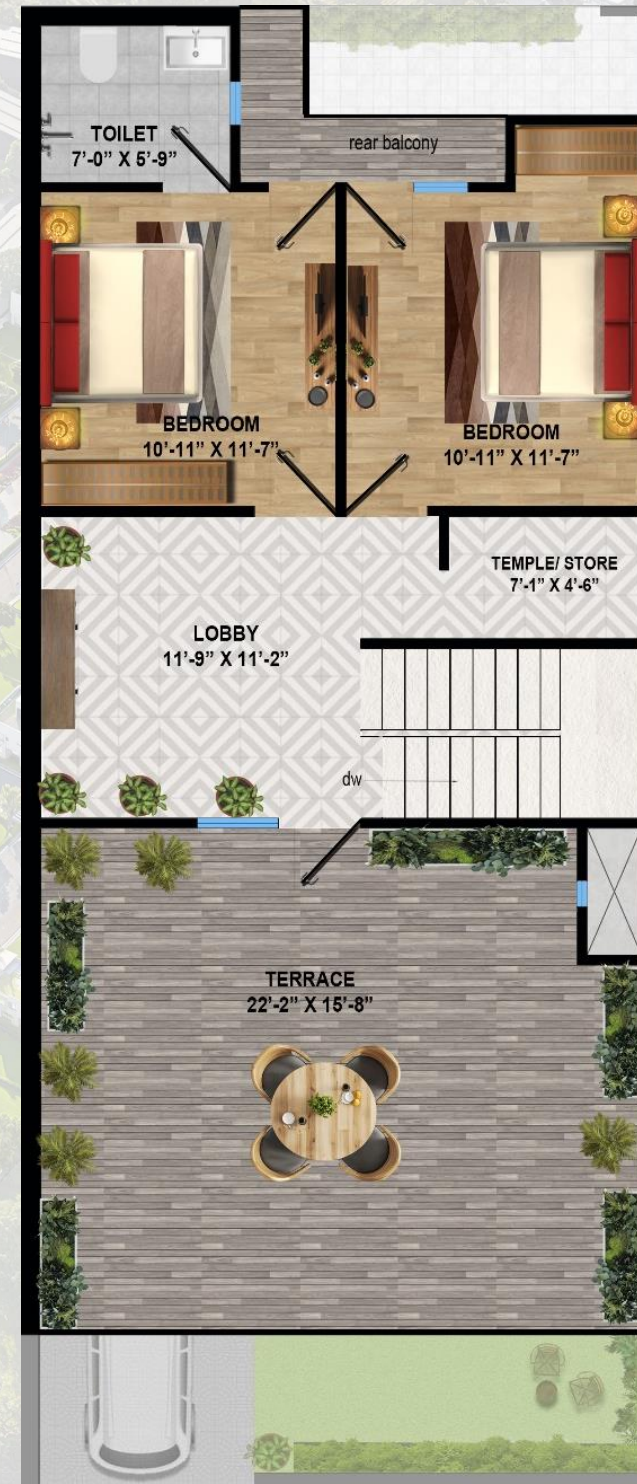 TOILET
7’-0” X 5’-9”
rear balcony
BEDROOM
10’-11” X 11’-7”
BEDROOM
10’-11” X 11’-7”
TEMPLE/ STORE
7’-1” X 4’-6”
LOBBY
11’-9” X 11’-2”
dw
TERRACE
22’-2” X 15’-8”